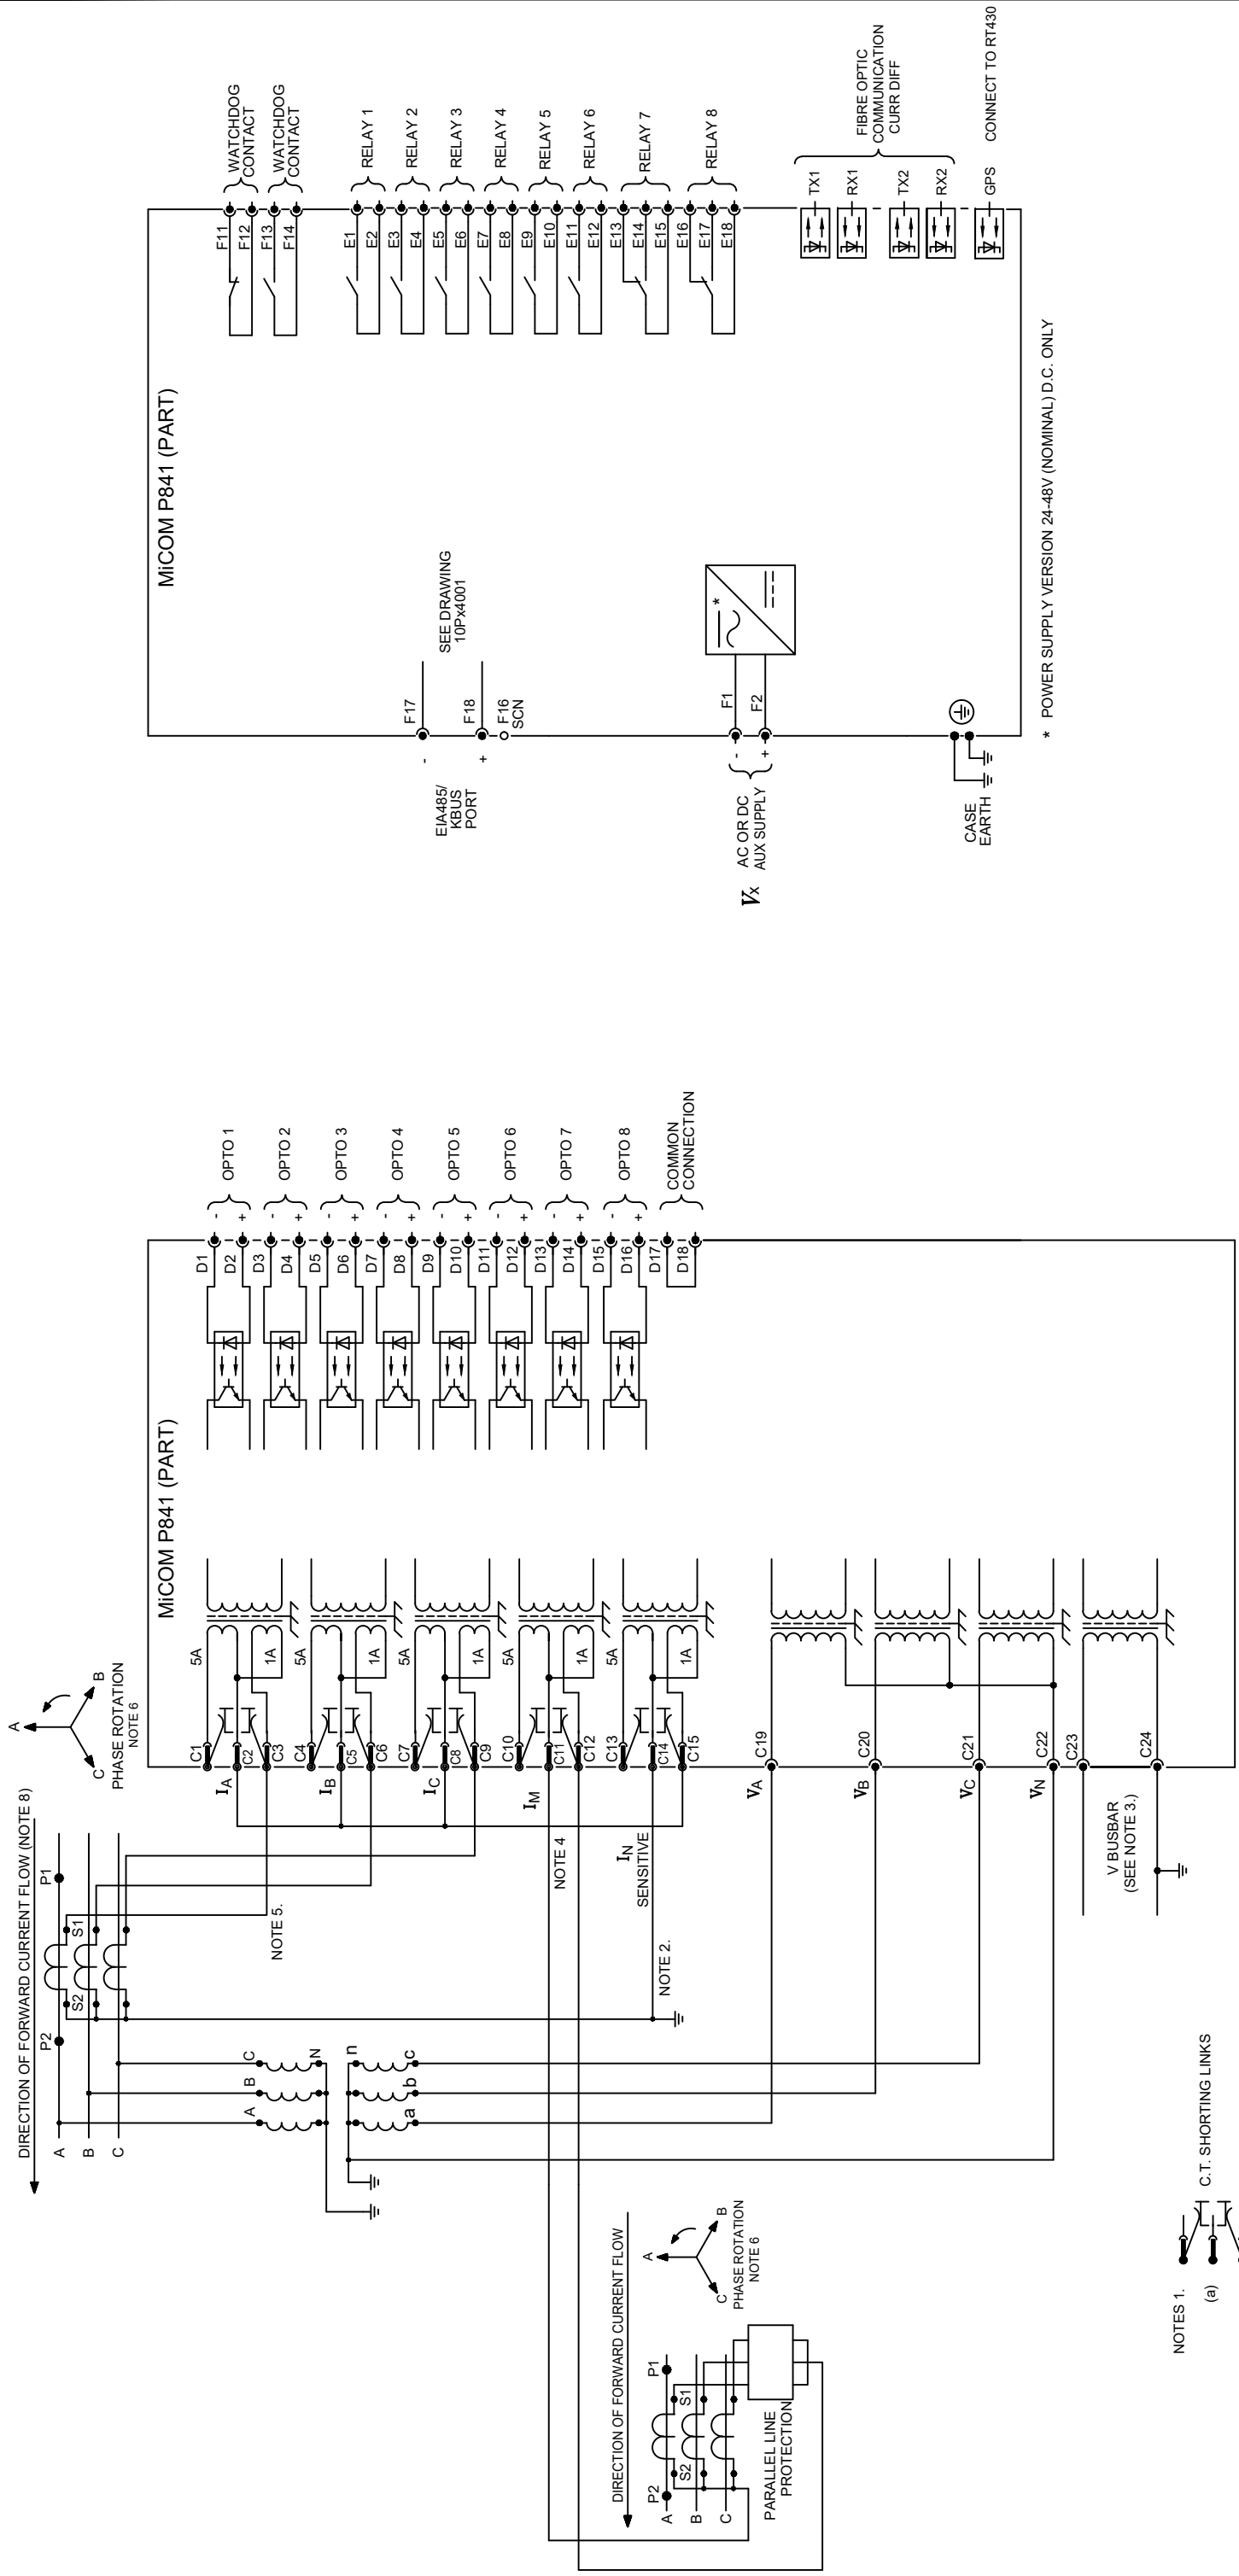 DIRECTION OF FORWARD CURRENT FLOW (NOTE 8)
A
B
C
P2
P1
S2
S1
A
B
C
PHASE ROTATION
NOTE 6
A
B
C
N
n
a
b
c
NOTE 5.
NOTE 2.
NOTE 4
DIRECTION OF FORWARD CURRENT FLOW
A
B
C
P2
P1
S2
S1
A
B
C
PHASE ROTATION
NOTE 6
PARALLEL LINE
PROTECTION
MiCOM P841 (PART)
IA
IB
IC
IM
IN
SENSITIVE
VA
VB
VC
VN
V BUSBAR
(SEE NOTE 3.)
C1
C2
C3
C4
C5
C6
C7
C8
C9
C10
C11
C12
C13
C14
C15
C19
C20
C21
C22
C23
C24
5A
1A
5A
1A
5A
1A
5A
1A
5A
1A
D1
D2
D3
D4
D5
D6
D7
D8
D9
D10
D11
D12
D13
D14
D15
D16
D17
D18
-
+
OPTO 1
-
+
OPTO 2
-
+
OPTO 3
-
+
OPTO 4
-
+
OPTO 5
-
+
OPTO 6
-
+
OPTO 7
-
+
OPTO 8
COMMON
CONNECTION
NOTES 1.
(a)
C.T. SHORTING LINKS
MiCOM P841 (PART)
EIA485/
KBUS
PORT
-
+
F17
F18
F16
SCN
SEE DRAWING
10Px4001
Vx
AC OR DC
AUX SUPPLY
-
+
F1
F2
*
CASE
EARTH
F11
F12
WATCHDOG
CONTACT
F13
F14
WATCHDOG
CONTACT
E1
E2
RELAY 1
E3
E4
RELAY 2
E5
E6
RELAY 3
E7
E8
RELAY 4
E9
E10
RELAY 5
E11
E12
RELAY 6
E13
E14
E15
RELAY 7
E16
E17
E18
RELAY 8
TX1
RX1
TX2
RX2
FIBRE OPTIC
COMMUNICATION
CURR DIFF
GPS
CONNECT TO RT430
* POWER SUPPLY VERSION 24-48V (NOMINAL) D.C. ONLY